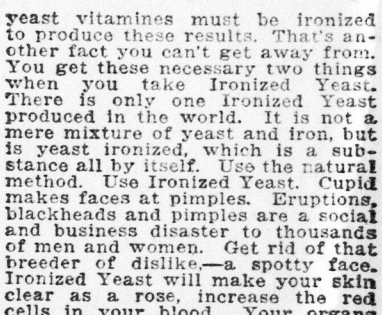 yeast vitamines must be ironized
to produce these results. That's an-
other fact you can't get away from.
You get these necessary two things
when you take Ironized Yeast.
There is only one Ironized Yeast
produced in the world. It is not a
mere mixture of yeast and iron, but
is yeast ironized, which is a sub-
stance all by itself. Use the natural
method. Use Ironized Yeast. Cupid
makes faces at pimples. Eruptions,
blackheads and pimples are a social
and business disaster to thousands
of men and women. Get rid of that
breeder of dislike,—a spotty face.
Ironized Yeast will make your skin
clear as a rose, increase the red
cells in your blood. Your organs